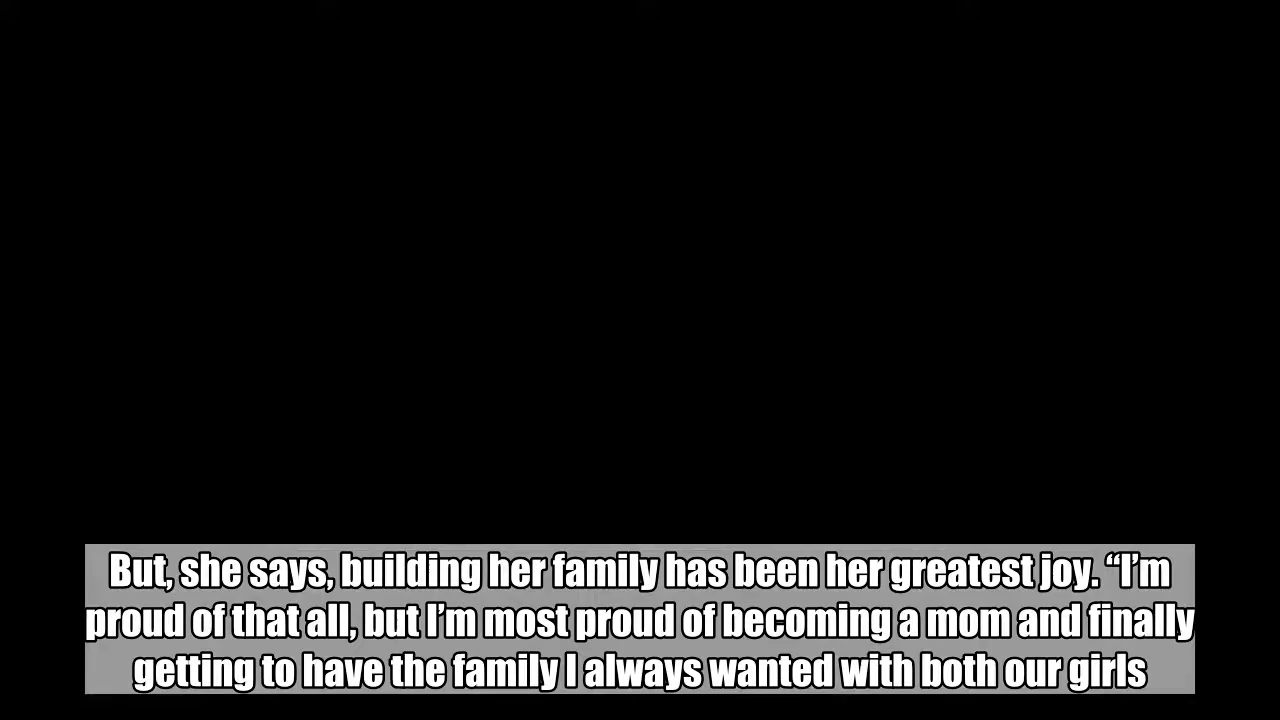 But, she says, building her family has been her greatest joy. “I’m
proud of that all, but I’m most proud of becoming a mom and finally
getting to have the family I always wanted with both our girls